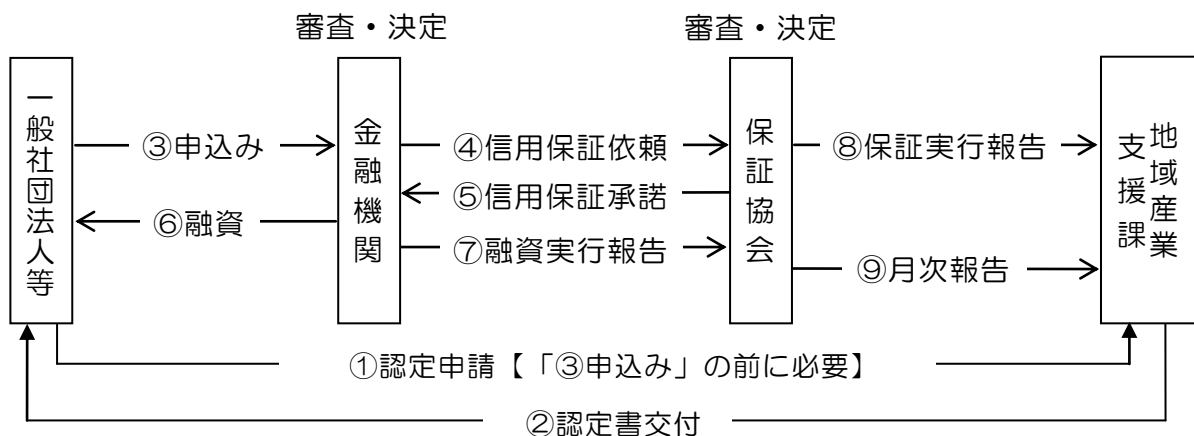 審査・決定
審査・決定
一般社団法人等
③申込み
⑥融資
金融機関
④信用保証依頼
⑤信用保証承諾
⑦融資実行報告
保証協会
⑧保証実行報告
⑨月次報告
地域産業
支援課
①認定申請【「③申込み」の前に必要】
②認定書交付